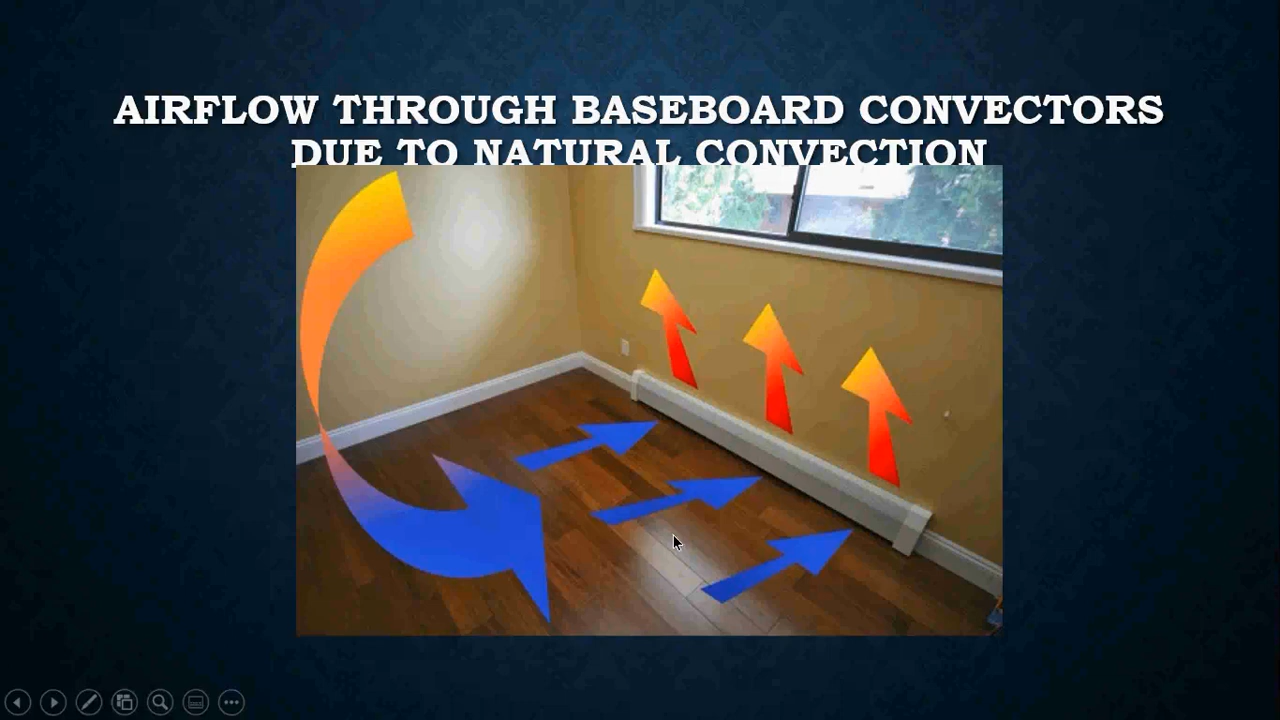 AIRFLOW THROUGH BASEBOARD CONVECTORS
DUE TO NATURAL CONVECTION